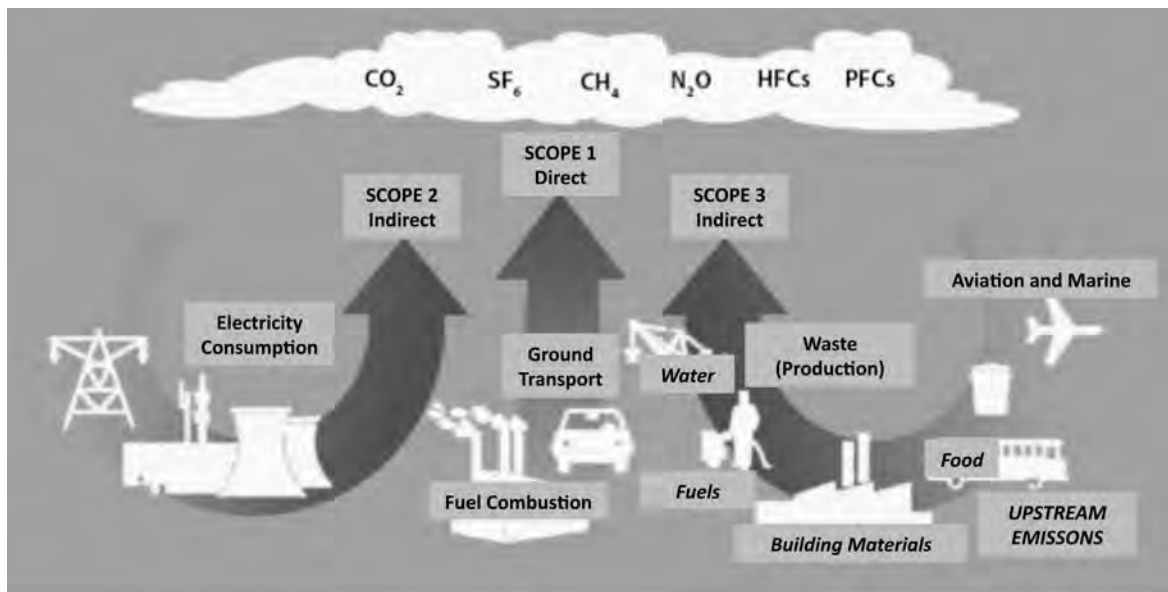 CO₂ SF₆ CH₄ N₂O HFCs PFCs
SCOPE 1
Direct
SCOPE 2
Indirect
SCOPE 3
Indirect
Aviation and Marine
Electricity
Consumption
Ground
Transport
Waste
(Production)
Water
Food
Fuels
Fuel Combustion
Building Materials
UPSTREAM
EMISSONS